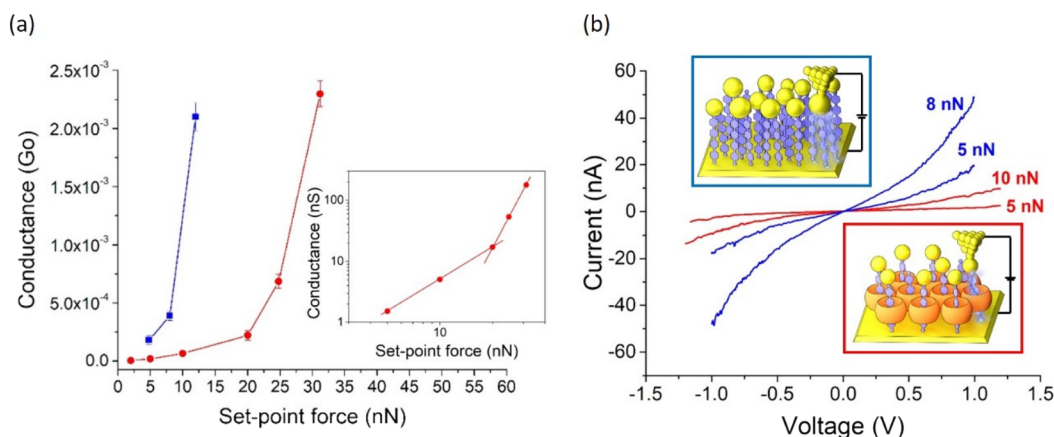 (a)
(b)
2.5x10⁻³
2.0x10⁻³
1.5x10⁻³
1.0x10⁻³
5.0x10⁻⁴
0.0
Conductance (Go)
0 5 10 15 20 25 30 35 40 45 50 55 60
Set-point force (nN)
Conductance (nS)
100
10
1
10
Set-point force (nN)
60
40
20
0
-20
-40
-60
Current (nA)
8 nN
5 nN
10 nN
5 nN
-1.5 -1.0 -0.5 0.0 0.5 1.0 1.5
Voltage (V)